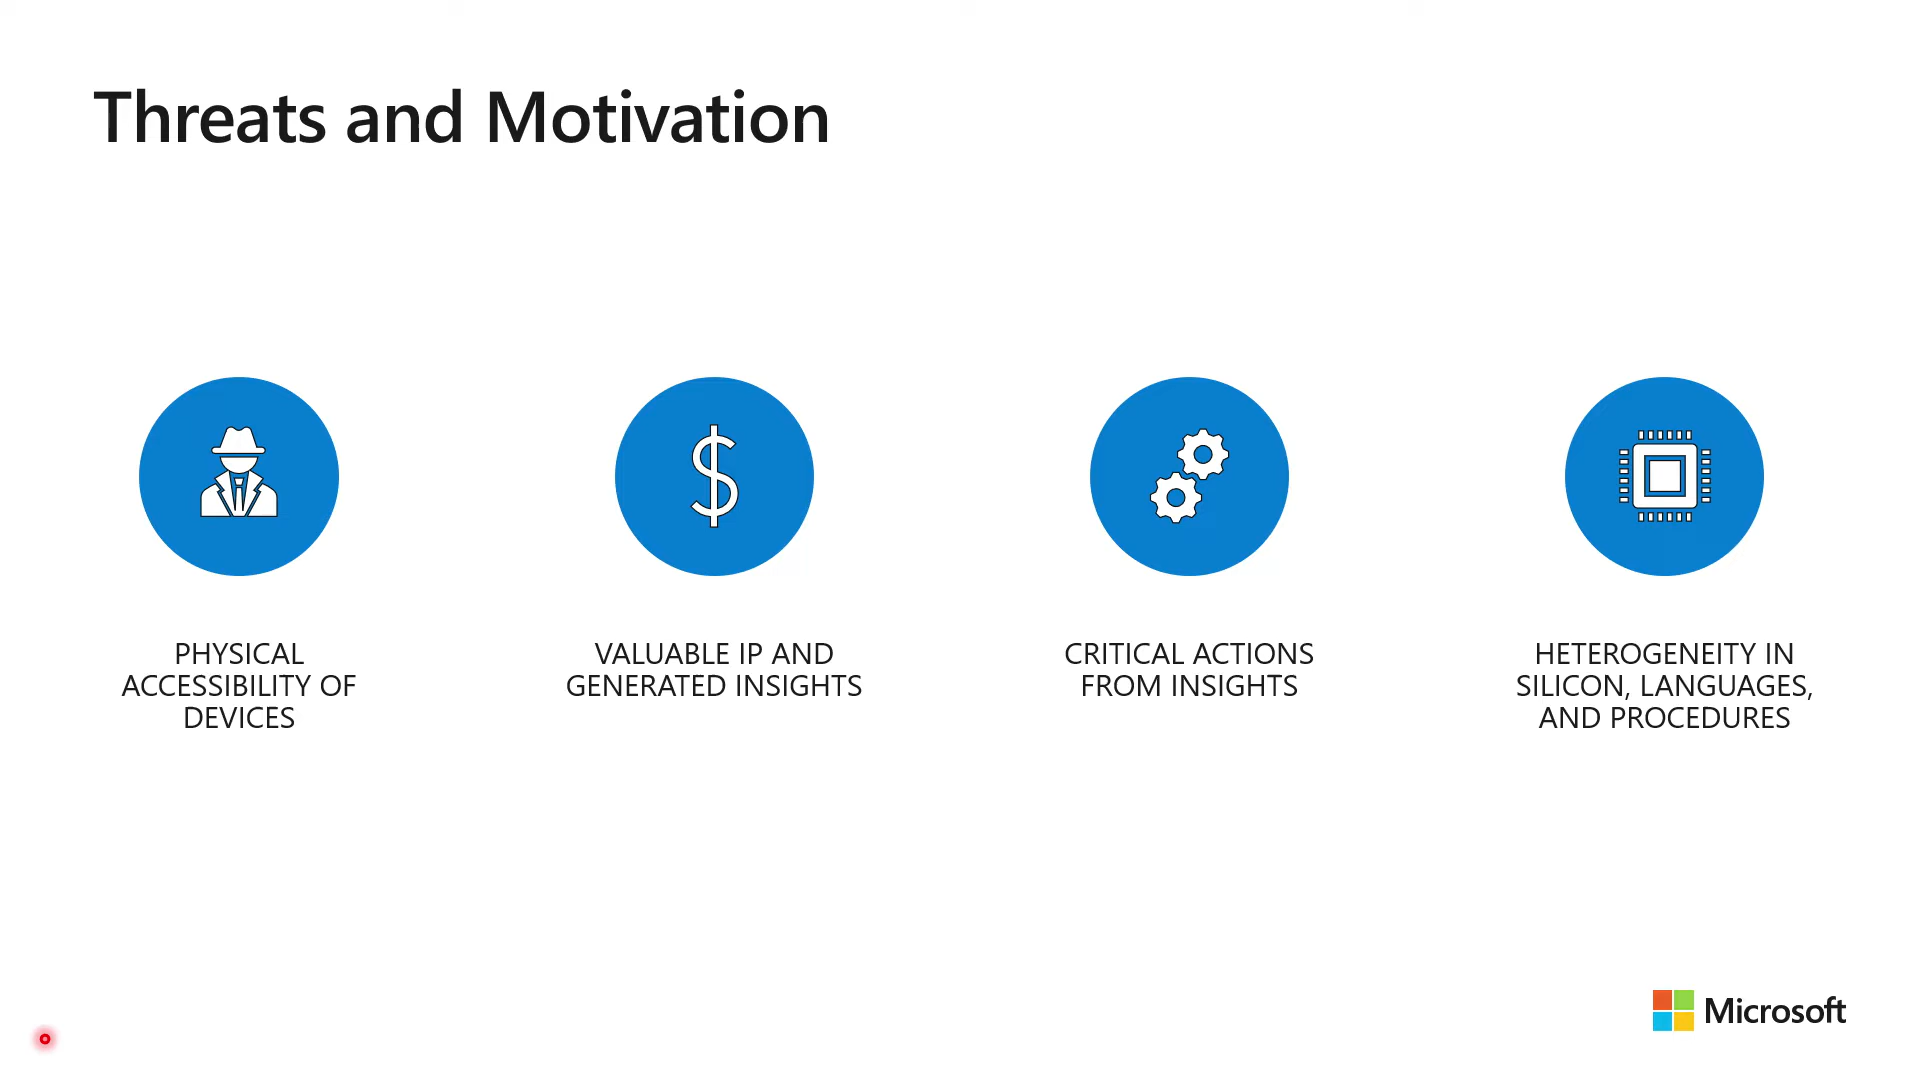 Threats and Motivation
PHYSICAL
ACCESSIBILITY OF
DEVICES
VALUABLE IP AND
GENERATED INSIGHTS
CRITICAL ACTIONS
FROM INSIGHTS
HETEROGENEITY IN
SILICON, LANGUAGES,
AND PROCEDURES
Microsoft